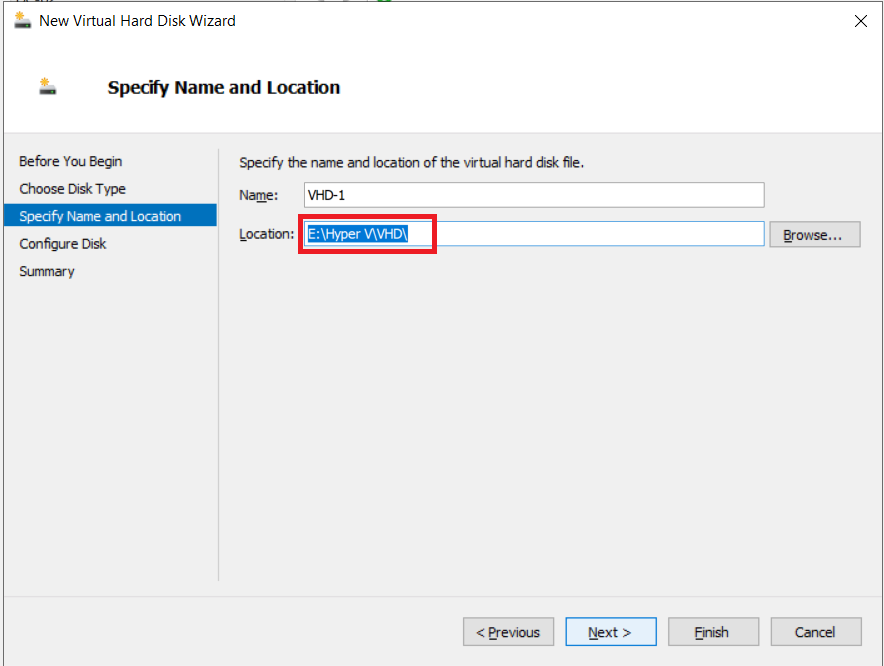 New Virtual Hard Disk Wizard
Specify Name and Location
Before You Begin
Choose Disk Type
Specify Name and Location
Configure Disk
Summary
Specify the name and location of the virtual hard disk file.
Name: VHD-1
Location: E:\Hyper V\VHD\ Browse...
< Previous Next > Finish Cancel